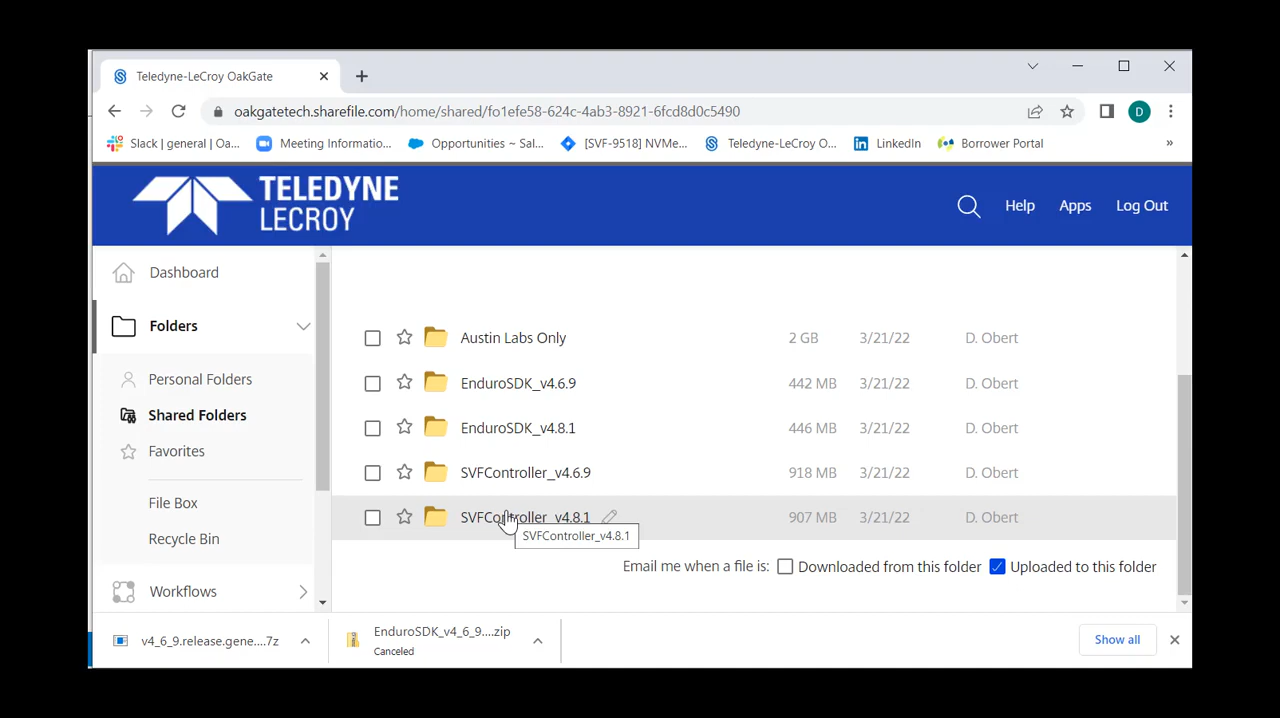 Teledyne-LeCroy OakGate
oakgatetech.sharefile.com/home/shared/fo1efe58-624c-4ab3-8921-6fcd8d0c5490
D
Slack | general | Oa...
Meeting Informatio...
Opportunities ~ Sal...
[SVF-9518] NVMe...
Teledyne-LeCroy O...
LinkedIn
Borrower Portal
»
TELEDYNE
LECROY
Help
Apps
Log Out
Dashboard
Folders
Personal Folders
Shared Folders
Favorites
File Box
Recycle Bin
Workflows
Austin Labs Only 2 GB 3/21/22 D. Obert
EnduroSDK_v4.6.9 442 MB 3/21/22 D. Obert
EnduroSDK_v4.8.1 446 MB 3/21/22 D. Obert
SVFController_v4.6.9 918 MB 3/21/22 D. Obert
SVFController_v4.8.1 907 MB 3/21/22 D. Obert
SVFController_v4.8.1
Email me when a file is: Downloaded from this folder Uploaded to this folder
v4_6_9.release.gene....7z
EnduroSDK_v4_6_9....zip
Canceled
Show all